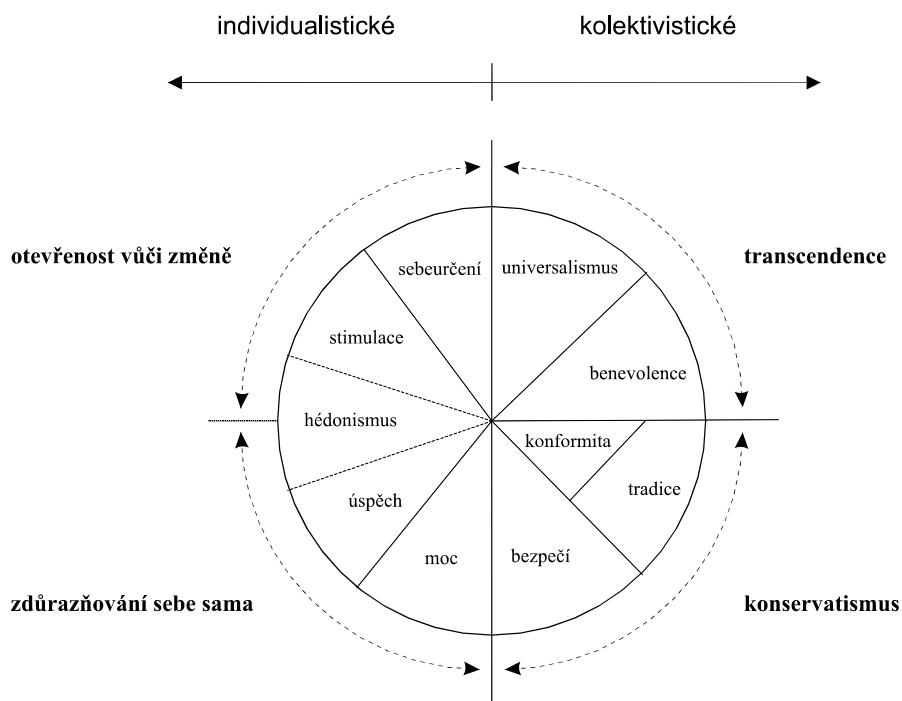 individualistické
kolektivistické
otevřenost vůči změně
transcendence
sebeurčení
universalismus
stimulace
benevolence
hédonismus
konformita
úspěch
tradice
moc
bezpečí
zdůrazňování sebe sama
konservatismus